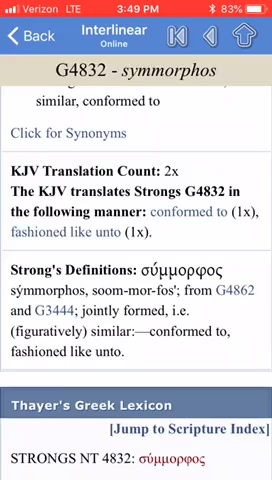 Verizon LTE 3:49 PM 83%
Back Interlinear
Online
G4832 - symmorphos
similar, conformed to
Click for Synonyms
KJV Translation Count: 2x
The KJV translates Strongs G4832 in
the following manner: conformed to (1x),
fashioned like unto (1x).
Strong's Definitions: σύμμορφος
sýmmorphos, soom-mor-fos'; from G4862
and G3444; jointly formed, i.e.
(figuratively) similar:—conformed to,
fashioned like unto.
Thayer's Greek Lexicon
[Jump to Scripture Index]
STRONGS NT 4832: σύμμορφος